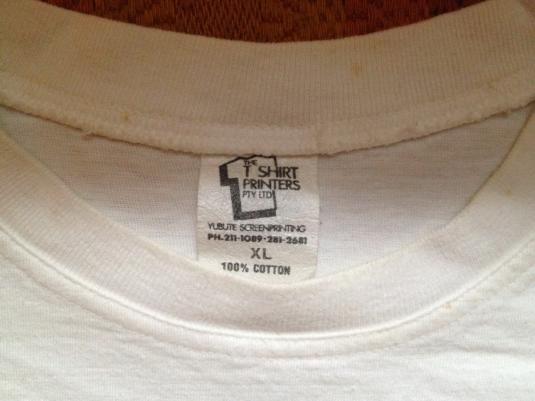 THE
T SHIRT
PRINTERS
PTY LTD
YUBUTE SCREENPRINTING
PH-211-1089-281-2681
XL
100% COTTON